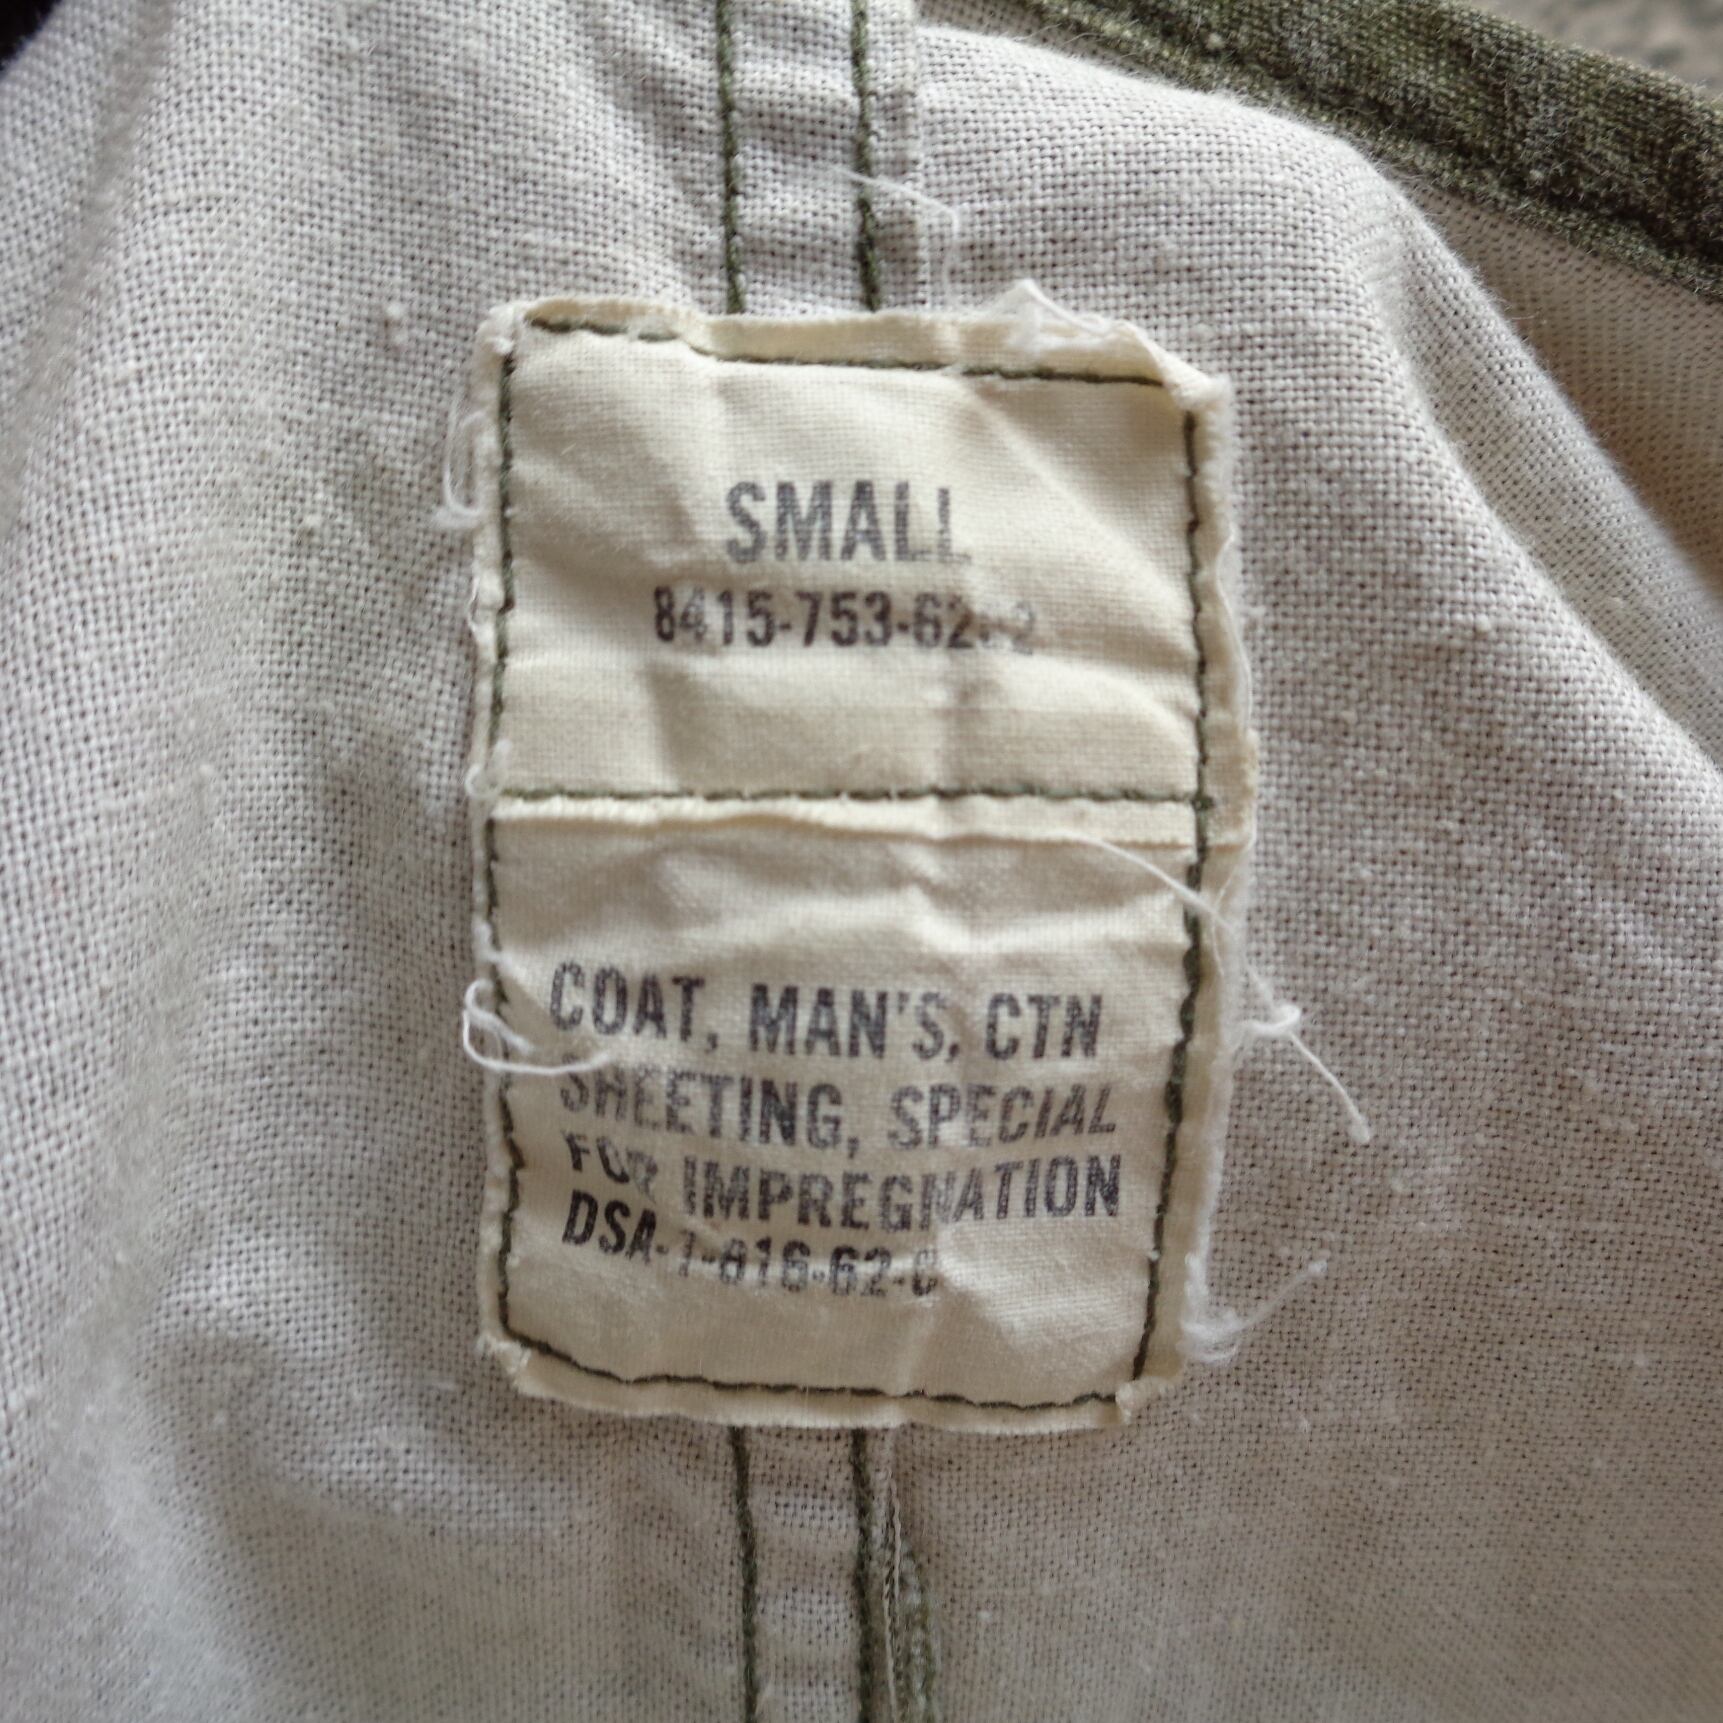 SMALL
COAT, MAN'S, CTN
SHEETING, SPECIAL
FOR IMPREGNATION